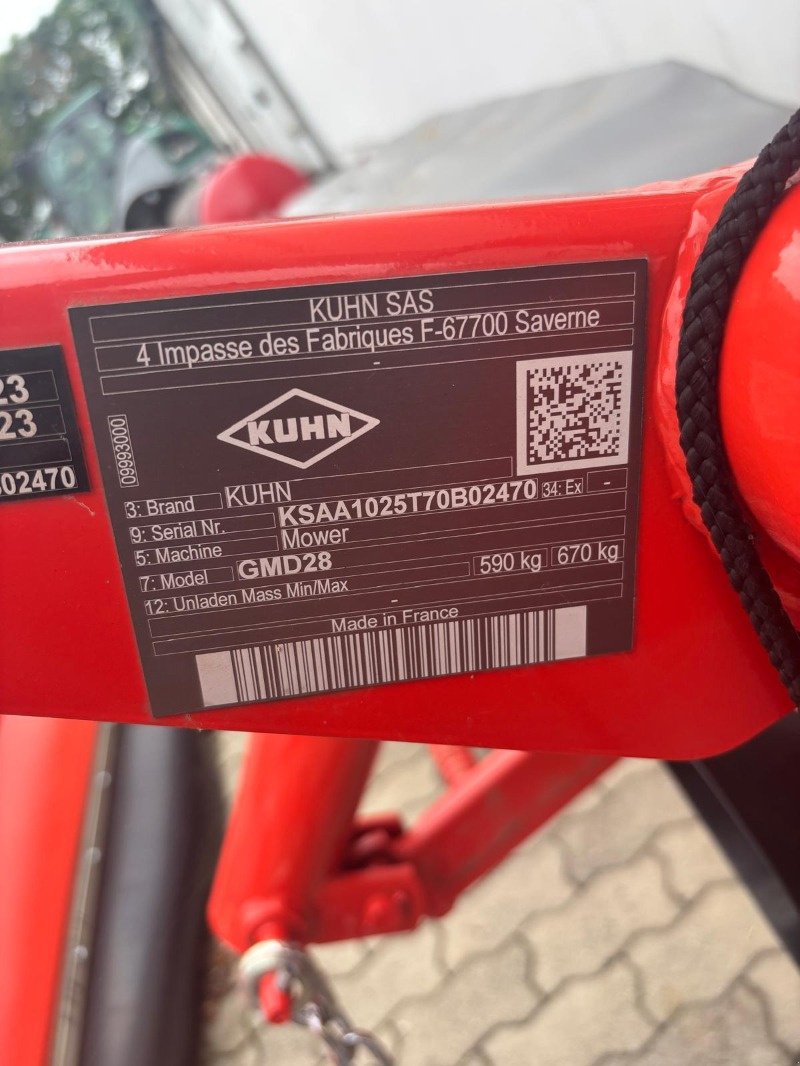 KUHN SAS
4 Impasse des Fabriques F-67700 Saverne
-
KUHN
09993000
3: Brand KUHN
9: Serial Nr. KSAA1025T70B02470 34: Ex -
5: Machine Mower
7: Model GMD28
12: Unladen Mass Min/Max 590 kg 670 kg
-
Made in France
23
23
B02470